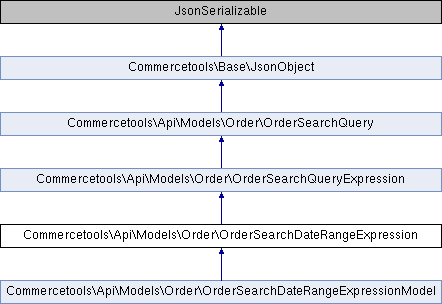 JsonSerializable
Commercetools\Base\JsonObject
Commercetools\Api\Models\Order\OrderSearchQuery
Commercetools\Api\Models\Order\OrderSearchQueryExpression
Commercetools\Api\Models\Order\OrderSearchDateRangeExpression
Commercetools\Api\Models\Order\OrderSearchDateRangeExpressionModel